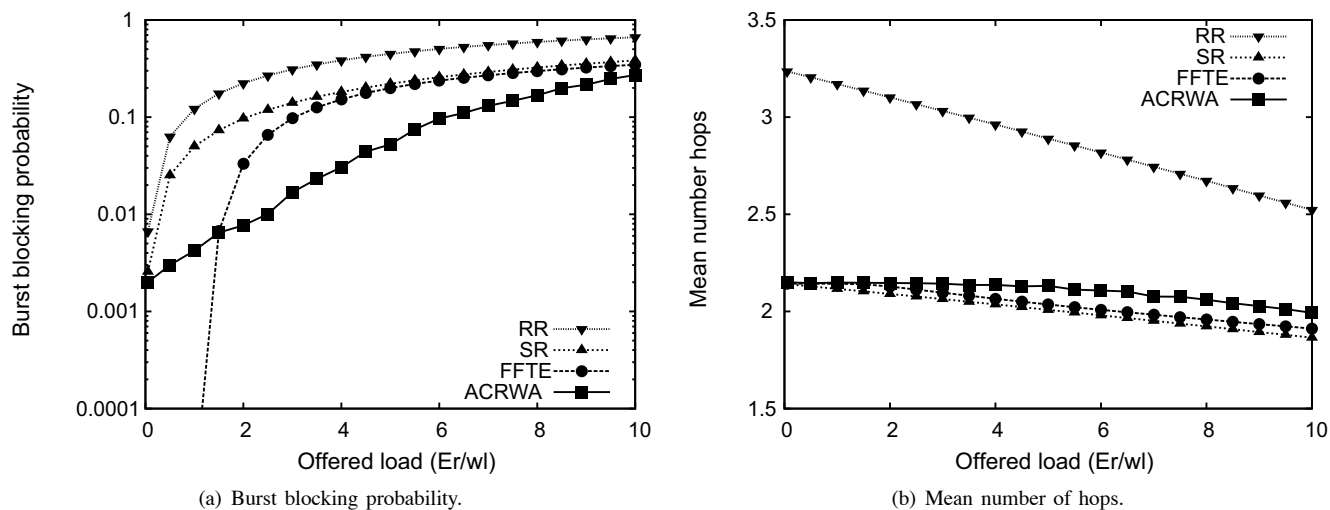 1
0.1
0.01
0.001
0.0001
Burst blocking probability
RR
SR
FFTE
ACRWA
0 2 4 6 8 10
Offered load (Er/wl)
(a) Burst blocking probability.
3.5
3
2.5
2
1.5
Mean number hops
RR
SR
FFTE
ACRWA
0 2 4 6 8 10
Offered load (Er/wl)
(b) Mean number of hops.